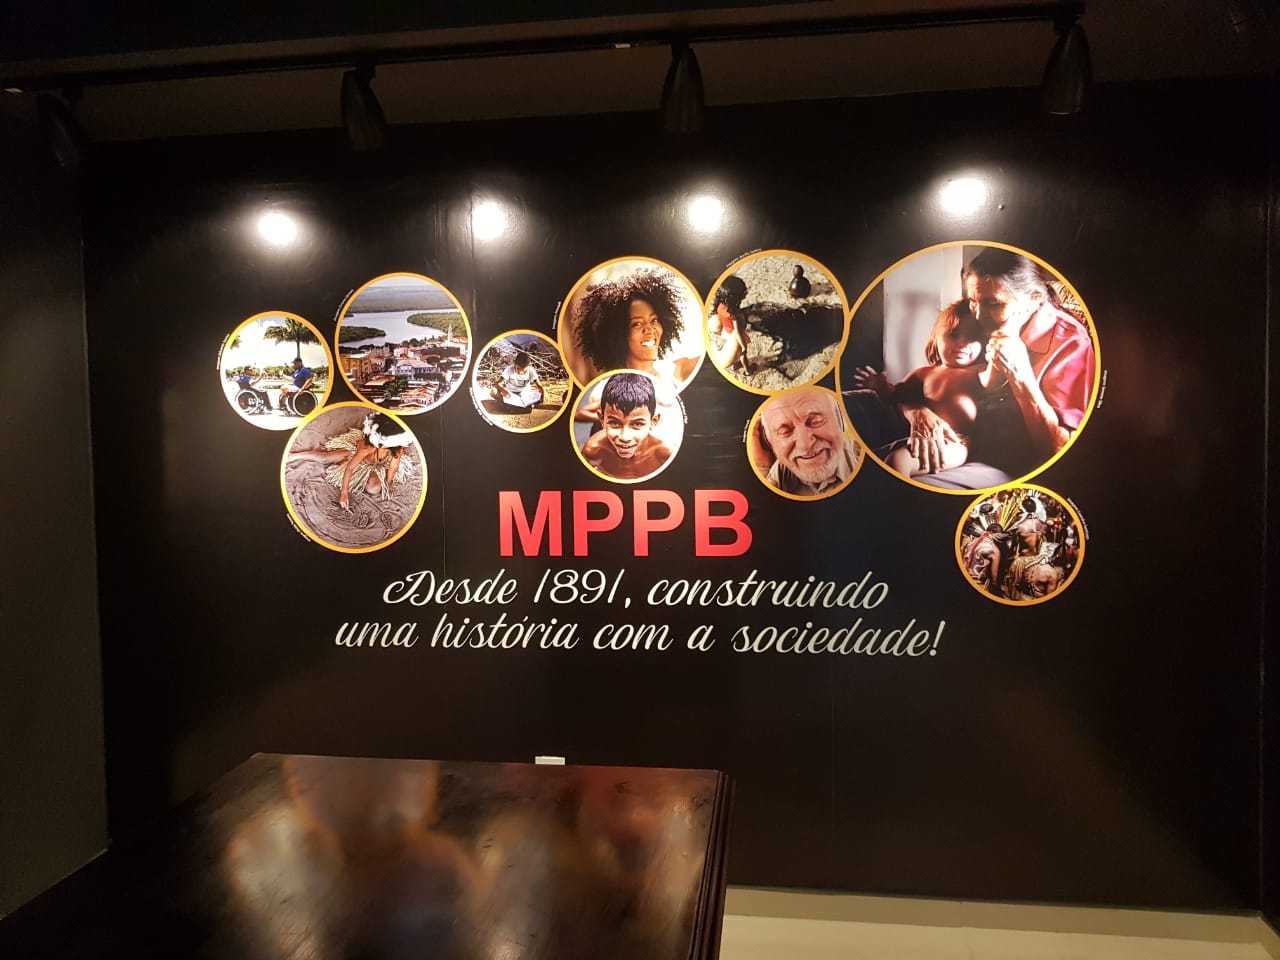 MPPB
Desde 1891, construindo
uma história com a sociedade!